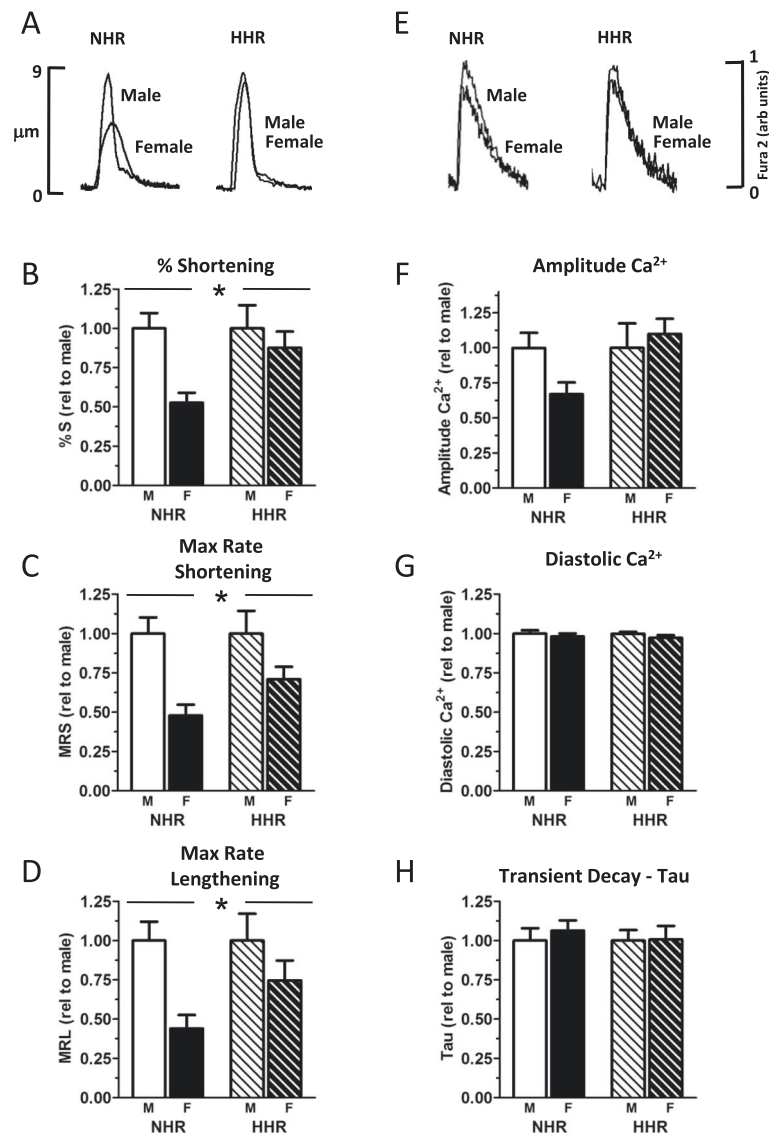 A
NHR
HHR
9
μm
0
Male
Female
Male
Female
E
NHR
HHR
1
0
Fura 2 (arb units)
Male
Female
Male
Female
B
% Shortening
*
%S (rel to male)
1.25
1.00
0.75
0.50
0.25
0.00
M F M F
NHR HHR
F
Amplitude Ca²⁺
Amplitude Ca²⁺ (rel to male)
1.25
1.00
0.75
0.50
0.25
0.00
M F M F
NHR HHR
C
Max Rate
Shortening
*
MRS (rel to male)
1.25
1.00
0.75
0.50
0.25
0.00
M F M F
NHR HHR
G
Diastolic Ca²⁺
Diastolic Ca²⁺ (rel to male)
1.25
1.00
0.75
0.50
0.25
0.00
M F M F
NHR HHR
D
Max Rate
Lengthening
*
MRL (rel to male)
1.25
1.00
0.75
0.50
0.25
0.00
M F M F
NHR HHR
H
Transient Decay - Tau
Tau (rel to male)
1.25
1.00
0.75
0.50
0.25
0.00
M F M F
NHR HHR